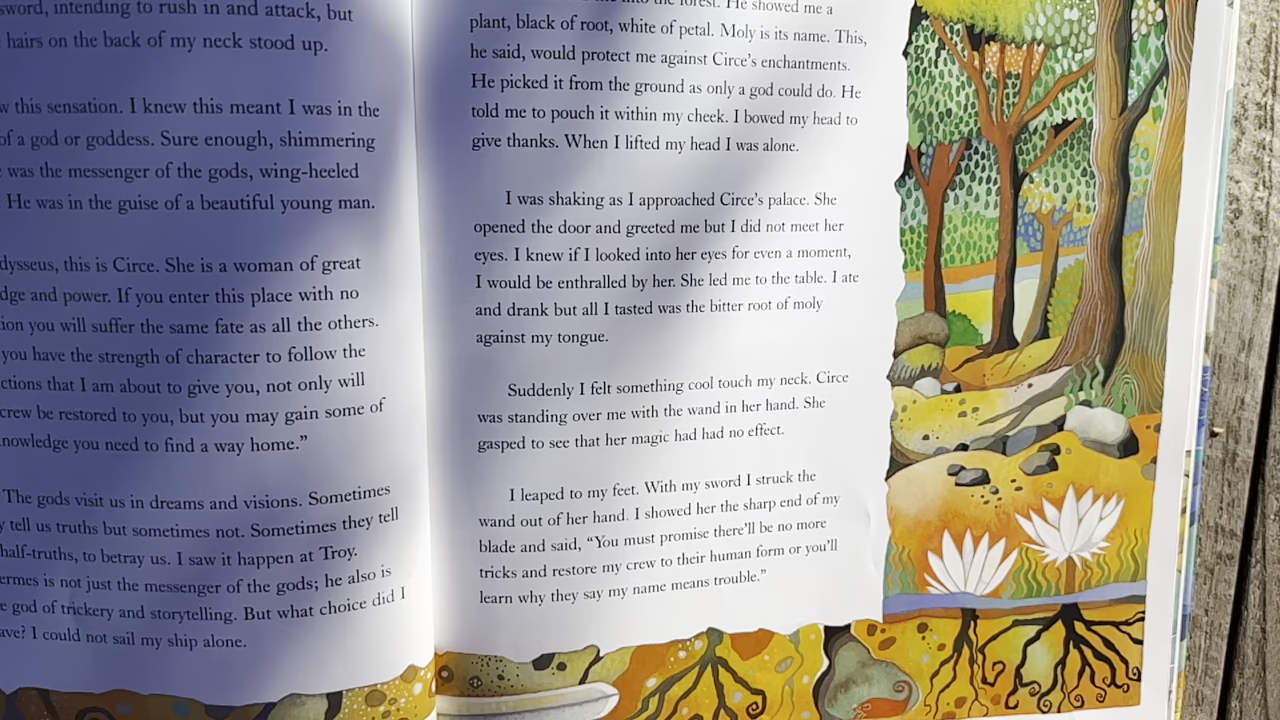 sword, intending to rush in and attack, but
hairs on the back of my neck stood up.
w this sensation. I knew this meant I was in the
of a god or goddess. Sure enough, shimmering
was the messenger of the gods, wing-heeled
He was in the guise of a beautiful young man.
dysseus, this is Circe. She is a woman of great
dge and power. If you enter this place with no
ion you will suffer the same fate as all the others.
you have the strength of character to follow the
ctions that I am about to give you, not only will
crew be restored to you, but you may gain some of
nowledge you need to find a way home.”
The gods visit us in dreams and visions. Sometimes
y tell us truths but sometimes not. Sometimes they tell
half-truths, to betray us. I saw it happen at Troy.
ermes is not just the messenger of the gods; he also is
e god of trickery and storytelling. But what choice did I
ave? I could not sail my ship alone.
into the forest. He showed me a
plant, black of root, white of petal. Moly is its name. This,
he said, would protect me against Circe’s enchantments.
He picked it from the ground as only a god could do. He
told me to pouch it within my cheek. I bowed my head to
give thanks. When I lifted my head I was alone.
I was shaking as I approached Circe’s palace. She
opened the door and greeted me but I did not meet her
eyes. I knew if I looked into her eyes for even a moment,
I would be enthralled by her. She led me to the table. I ate
and drank but all I tasted was the bitter root of moly
against my tongue.
Suddenly I felt something cool touch my neck. Circe
was standing over me with the wand in her hand. She
gasped to see that her magic had had no effect.
I leaped to my feet. With my sword I struck the
wand out of her hand. I showed her the sharp end of my
blade and said, “You must promise there’ll be no more
tricks and restore my crew to their human form or you’ll
learn why they say my name means trouble.”